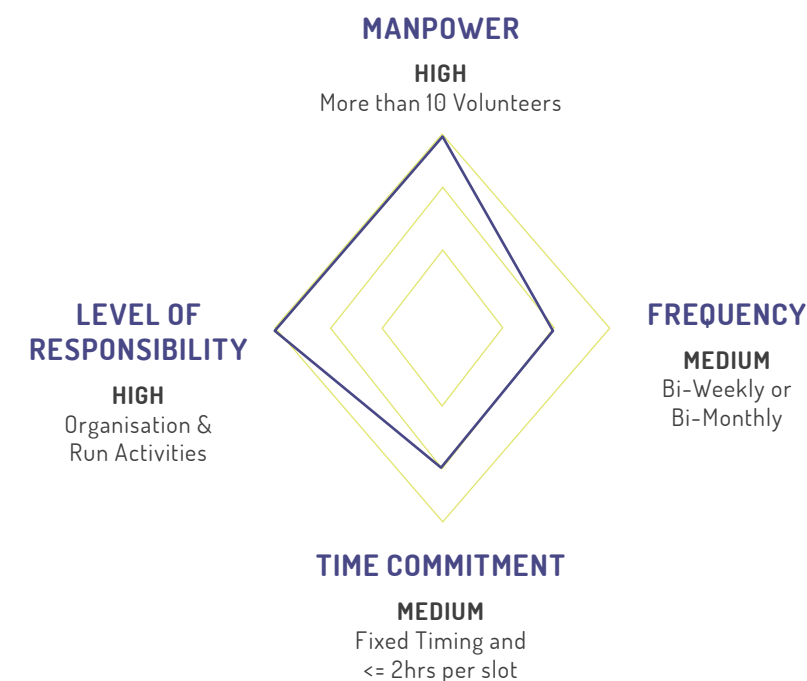 MANPOWER
HIGH
More than 10 Volunteers
LEVEL OF
RESPONSIBILITY
HIGH
Organisation &
Run Activities
FREQUENCY
MEDIUM
Bi-Weekly or
Bi-Monthly
TIME COMMITMENT
MEDIUM
Fixed Timing and
<= 2hrs per slot